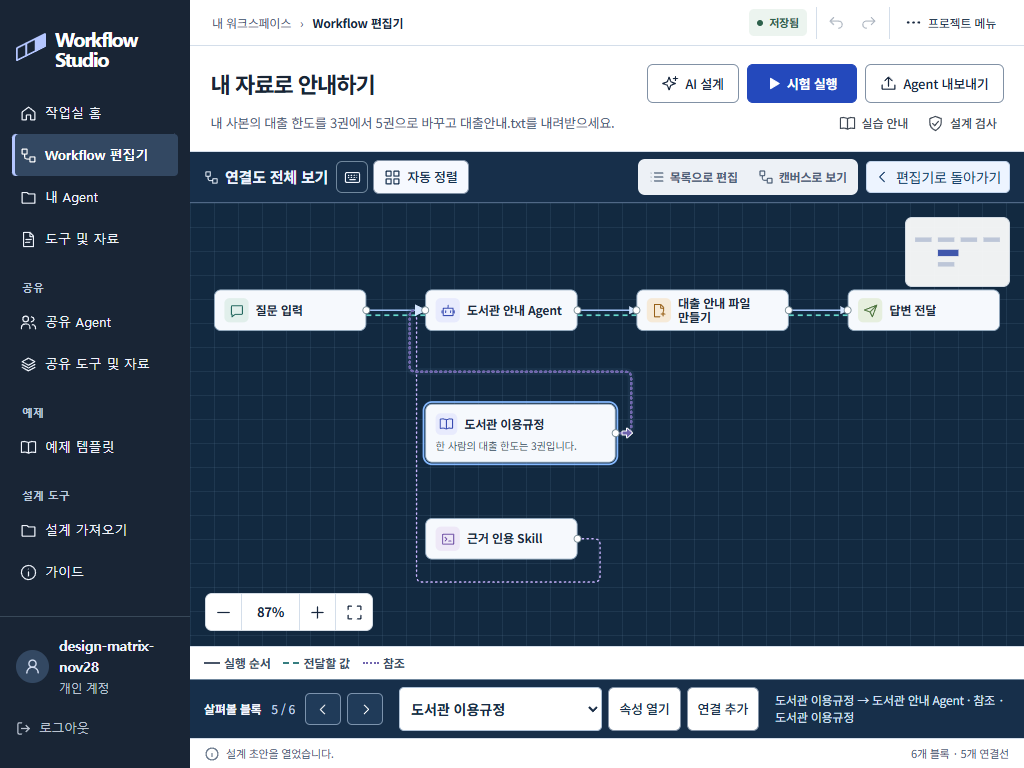 Workflow
Studio
작업실 홈
Workflow 편집기
내 Agent
도구 및 자료
공유
공유 Agent
공유 도구 및 자료
예제
예제 템플릿
설계 도구
설계 가져오기
가이드
design-matrix-
nov28
개인 계정
로그아웃
내 워크스페이스 › Workflow 편집기
저장됨
프로젝트 메뉴
내 자료로 안내하기
AI 설계
시험 실행
Agent 내보내기
내 사본의 대출 한도를 3권에서 5권으로 바꾸고 대출안내.txt를 내려받으세요.
실습 안내
설계 검사
연결도 전체 보기
자동 정렬
목록으로 편집
캔버스로 보기
편집기로 돌아가기
질문 입력
도서관 안내 Agent
대출 안내 파일
만들기
답변 전달
도서관 이용규정
한 사람의 대출 한도는 3권입니다.
근거 인용 Skill
87%
실행 순서
전달할 값
참조
살펴볼 블록 5 / 6
도서관 이용규정
속성 열기
연결 추가
도서관 이용규정 → 도서관 안내 Agent · 참조 ·
도서관 이용규정
설계 초안을 열었습니다.
6개 블록 · 5개 연결선